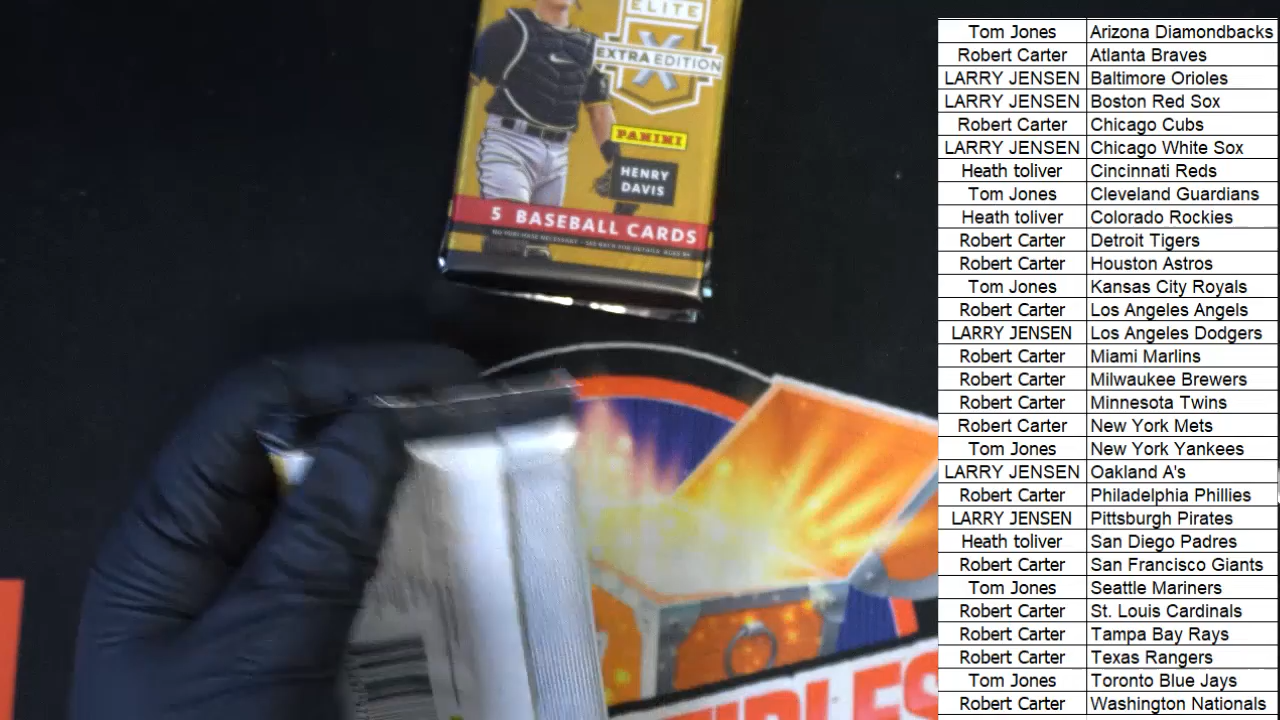 ELITE
EXTRA EDITION
X
PANINI
HENRY
DAVIS
5 BASEBALL CARDS
Tom Jones Arizona Diamondbacks
Robert Carter Atlanta Braves
LARRY JENSEN Baltimore Orioles
LARRY JENSEN Boston Red Sox
Robert Carter Chicago Cubs
LARRY JENSEN Chicago White Sox
Heath toliver Cincinnati Reds
Tom Jones Cleveland Guardians
Heath toliver Colorado Rockies
Robert Carter Detroit Tigers
Robert Carter Houston Astros
Tom Jones Kansas City Royals
Robert Carter Los Angeles Angels
LARRY JENSEN Los Angeles Dodgers
Robert Carter Miami Marlins
Robert Carter Milwaukee Brewers
Robert Carter Minnesota Twins
Robert Carter New York Mets
Tom Jones New York Yankees
LARRY JENSEN Oakland A's
Robert Carter Philadelphia Phillies
LARRY JENSEN Pittsburgh Pirates
Heath toliver San Diego Padres
Robert Carter San Francisco Giants
Tom Jones Seattle Mariners
Robert Carter St. Louis Cardinals
Robert Carter Tampa Bay Rays
Robert Carter Texas Rangers
Tom Jones Toronto Blue Jays
Robert Carter Washington Nationals